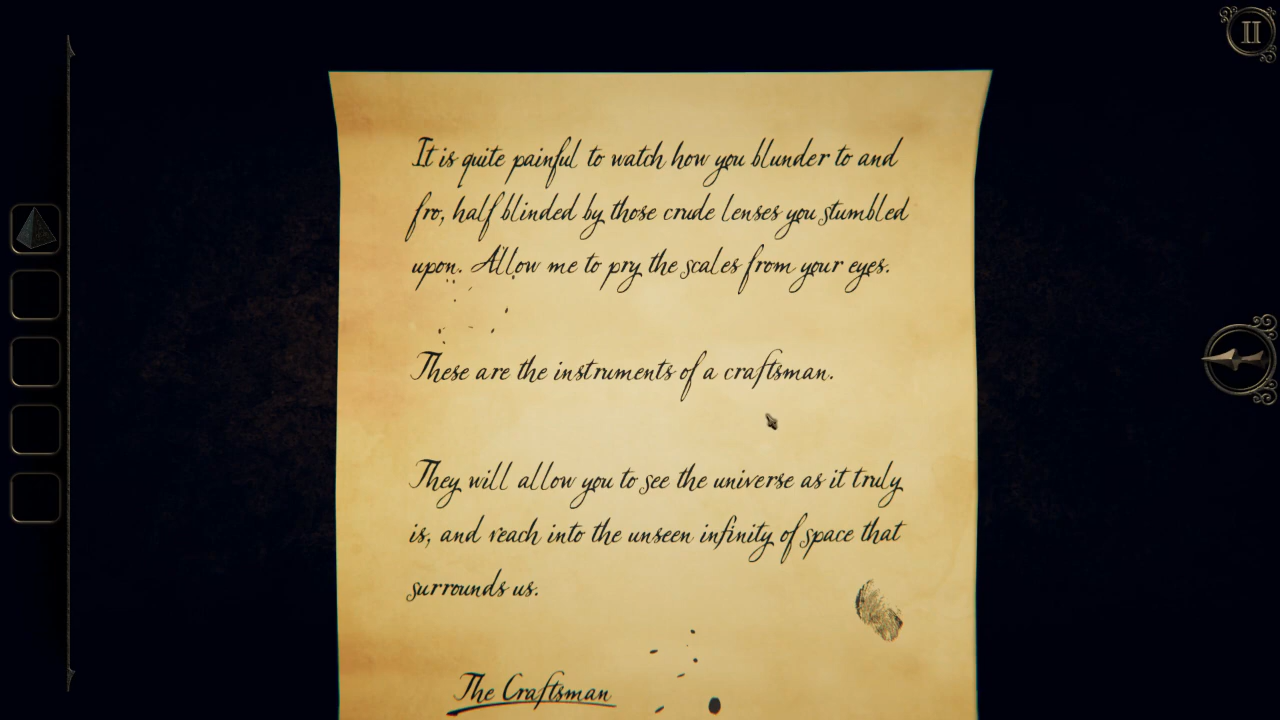 II
It is quite painful to watch how you blunder to and
fro, half blinded by those crude lenses you stumbled
upon. Allow me to pry the scales from your eyes.
These are the instruments of a craftsman.
They will allow you to see the universe as it truly
is, and reach into the unseen infinity of space that
surrounds us.
The Craftsman